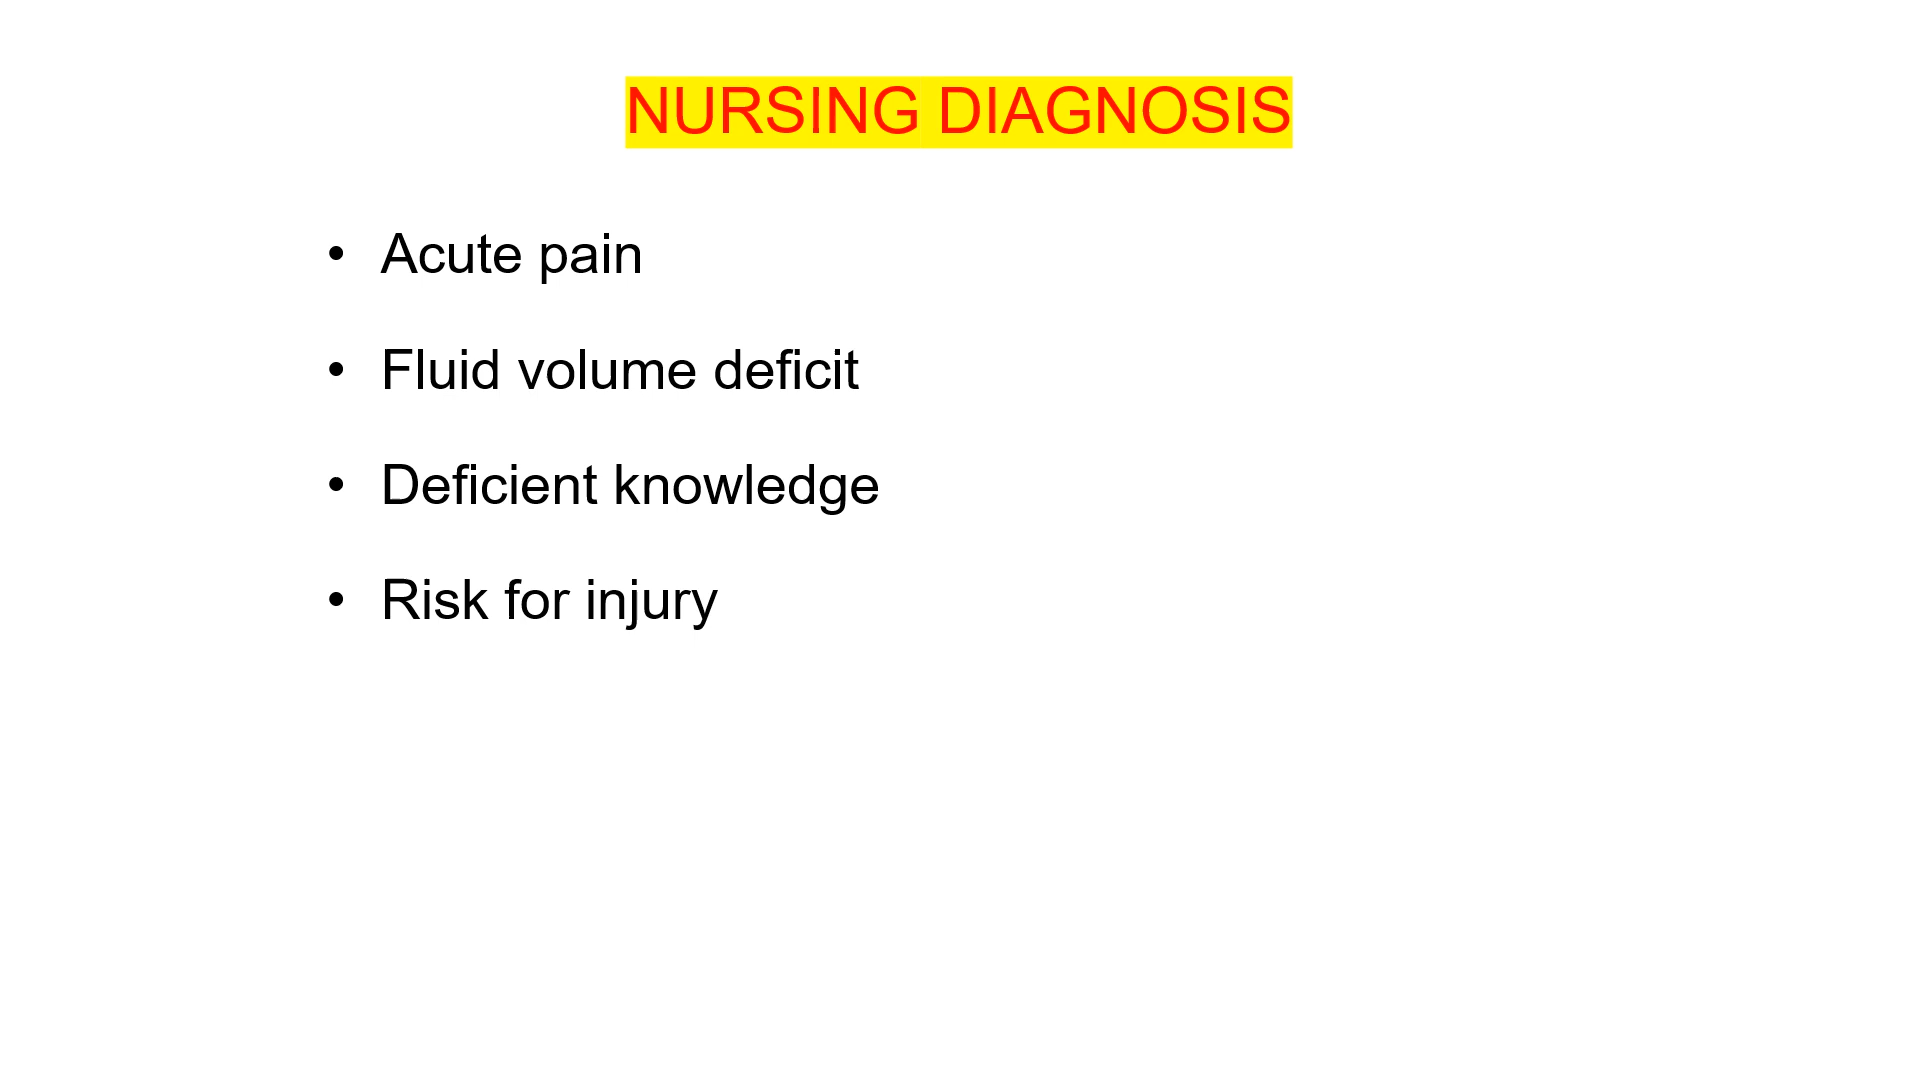 NURSING DIAGNOSIS
• Acute pain
• Fluid volume deficit
• Deficient knowledge
• Risk for injury